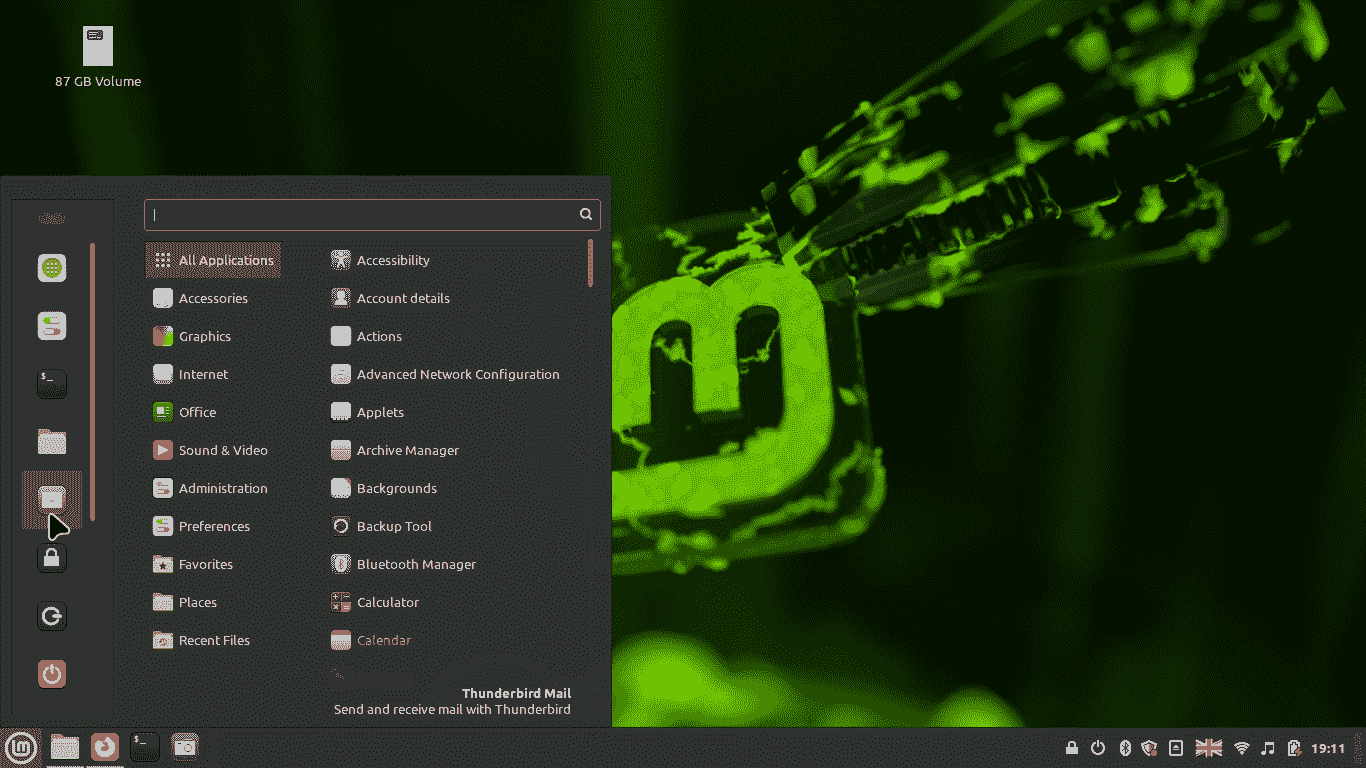 87 GB Volume
All Applications
Accessories
Graphics
Internet
Office
Sound & Video
Administration
Preferences
Favorites
Places
Recent Files
Accessibility
Account details
Actions
Advanced Network Configuration
Applets
Archive Manager
Backgrounds
Backup Tool
Bluetooth Manager
Calculator
Calendar
Thunderbird Mail
Send and receive mail with Thunderbird
$_
$_
19:11